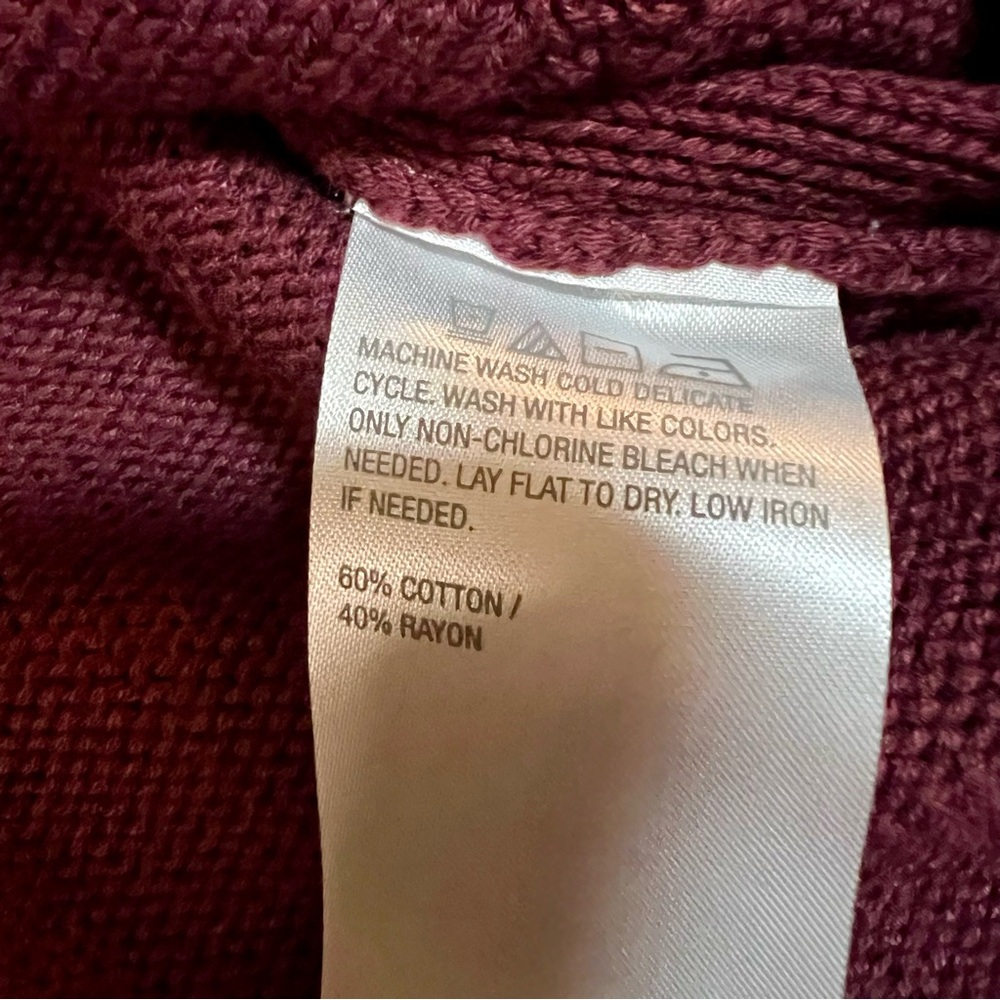 MACHINE WASH COLD DELICATE
CYCLE. WASH WITH LIKE COLORS.
ONLY NON-CHLORINE BLEACH WHEN
NEEDED. LAY FLAT TO DRY. LOW IRON
IF NEEDED.
60% COTTON /
40% RAYON